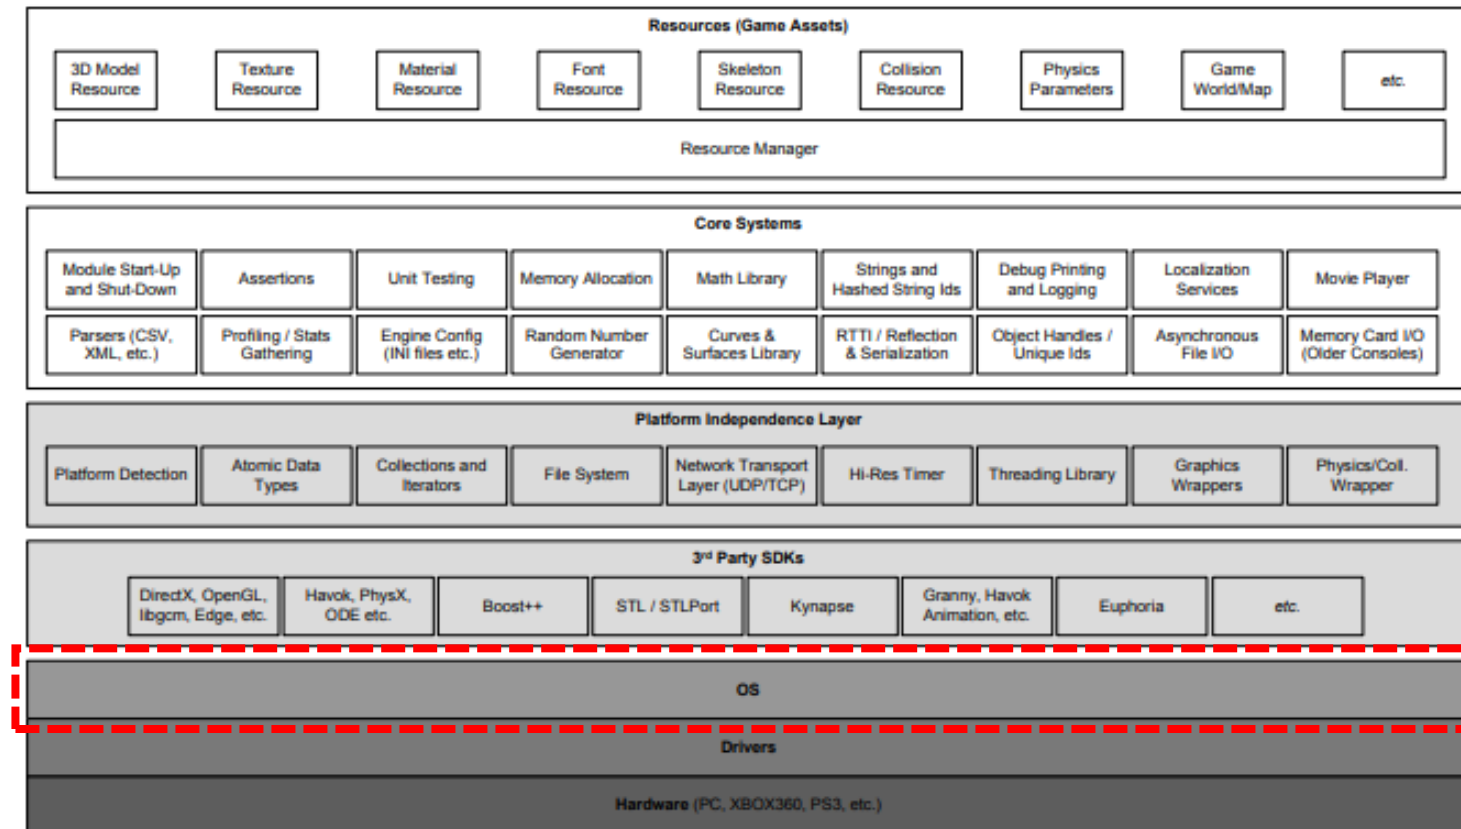 Resources (Game Assets)
3D Model
Resource
Texture
Resource
Material
Resource
Font
Resource
Skeleton
Resource
Collision
Resource
Physics
Parameters
Game
World/Map
etc.
Resource Manager
Core Systems
Module Start-Up
and Shut-Down
Assertions
Unit Testing
Memory Allocation
Math Library
Strings and
Hashed String Ids
Debug Printing
and Logging
Localization
Services
Movie Player
Parsers (CSV,
XML, etc.)
Profiling / Stats
Gathering
Engine Config
(INI files etc.)
Random Number
Generator
Curves &
Surfaces Library
RTTI / Reflection
& Serialization
Object Handles /
Unique Ids
Asynchronous
File I/O
Memory Card I/O
(Older Consoles)
Platform Independence Layer
Platform Detection
Atomic Data
Types
Collections and
Iterators
File System
Network Transport
Layer (UDP/TCP)
Hi-Res Timer
Threading Library
Graphics
Wrappers
Physics/Coll.
Wrapper
3rd Party SDKs
DirectX, OpenGL,
libgcm, Edge, etc.
Havok, PhysX,
ODE etc.
Boost++
STL / STLPort
Kynapse
Granny, Havok
Animation, etc.
Euphoria
etc.
OS
Drivers
Hardware (PC, XBOX360, PS3, etc.)